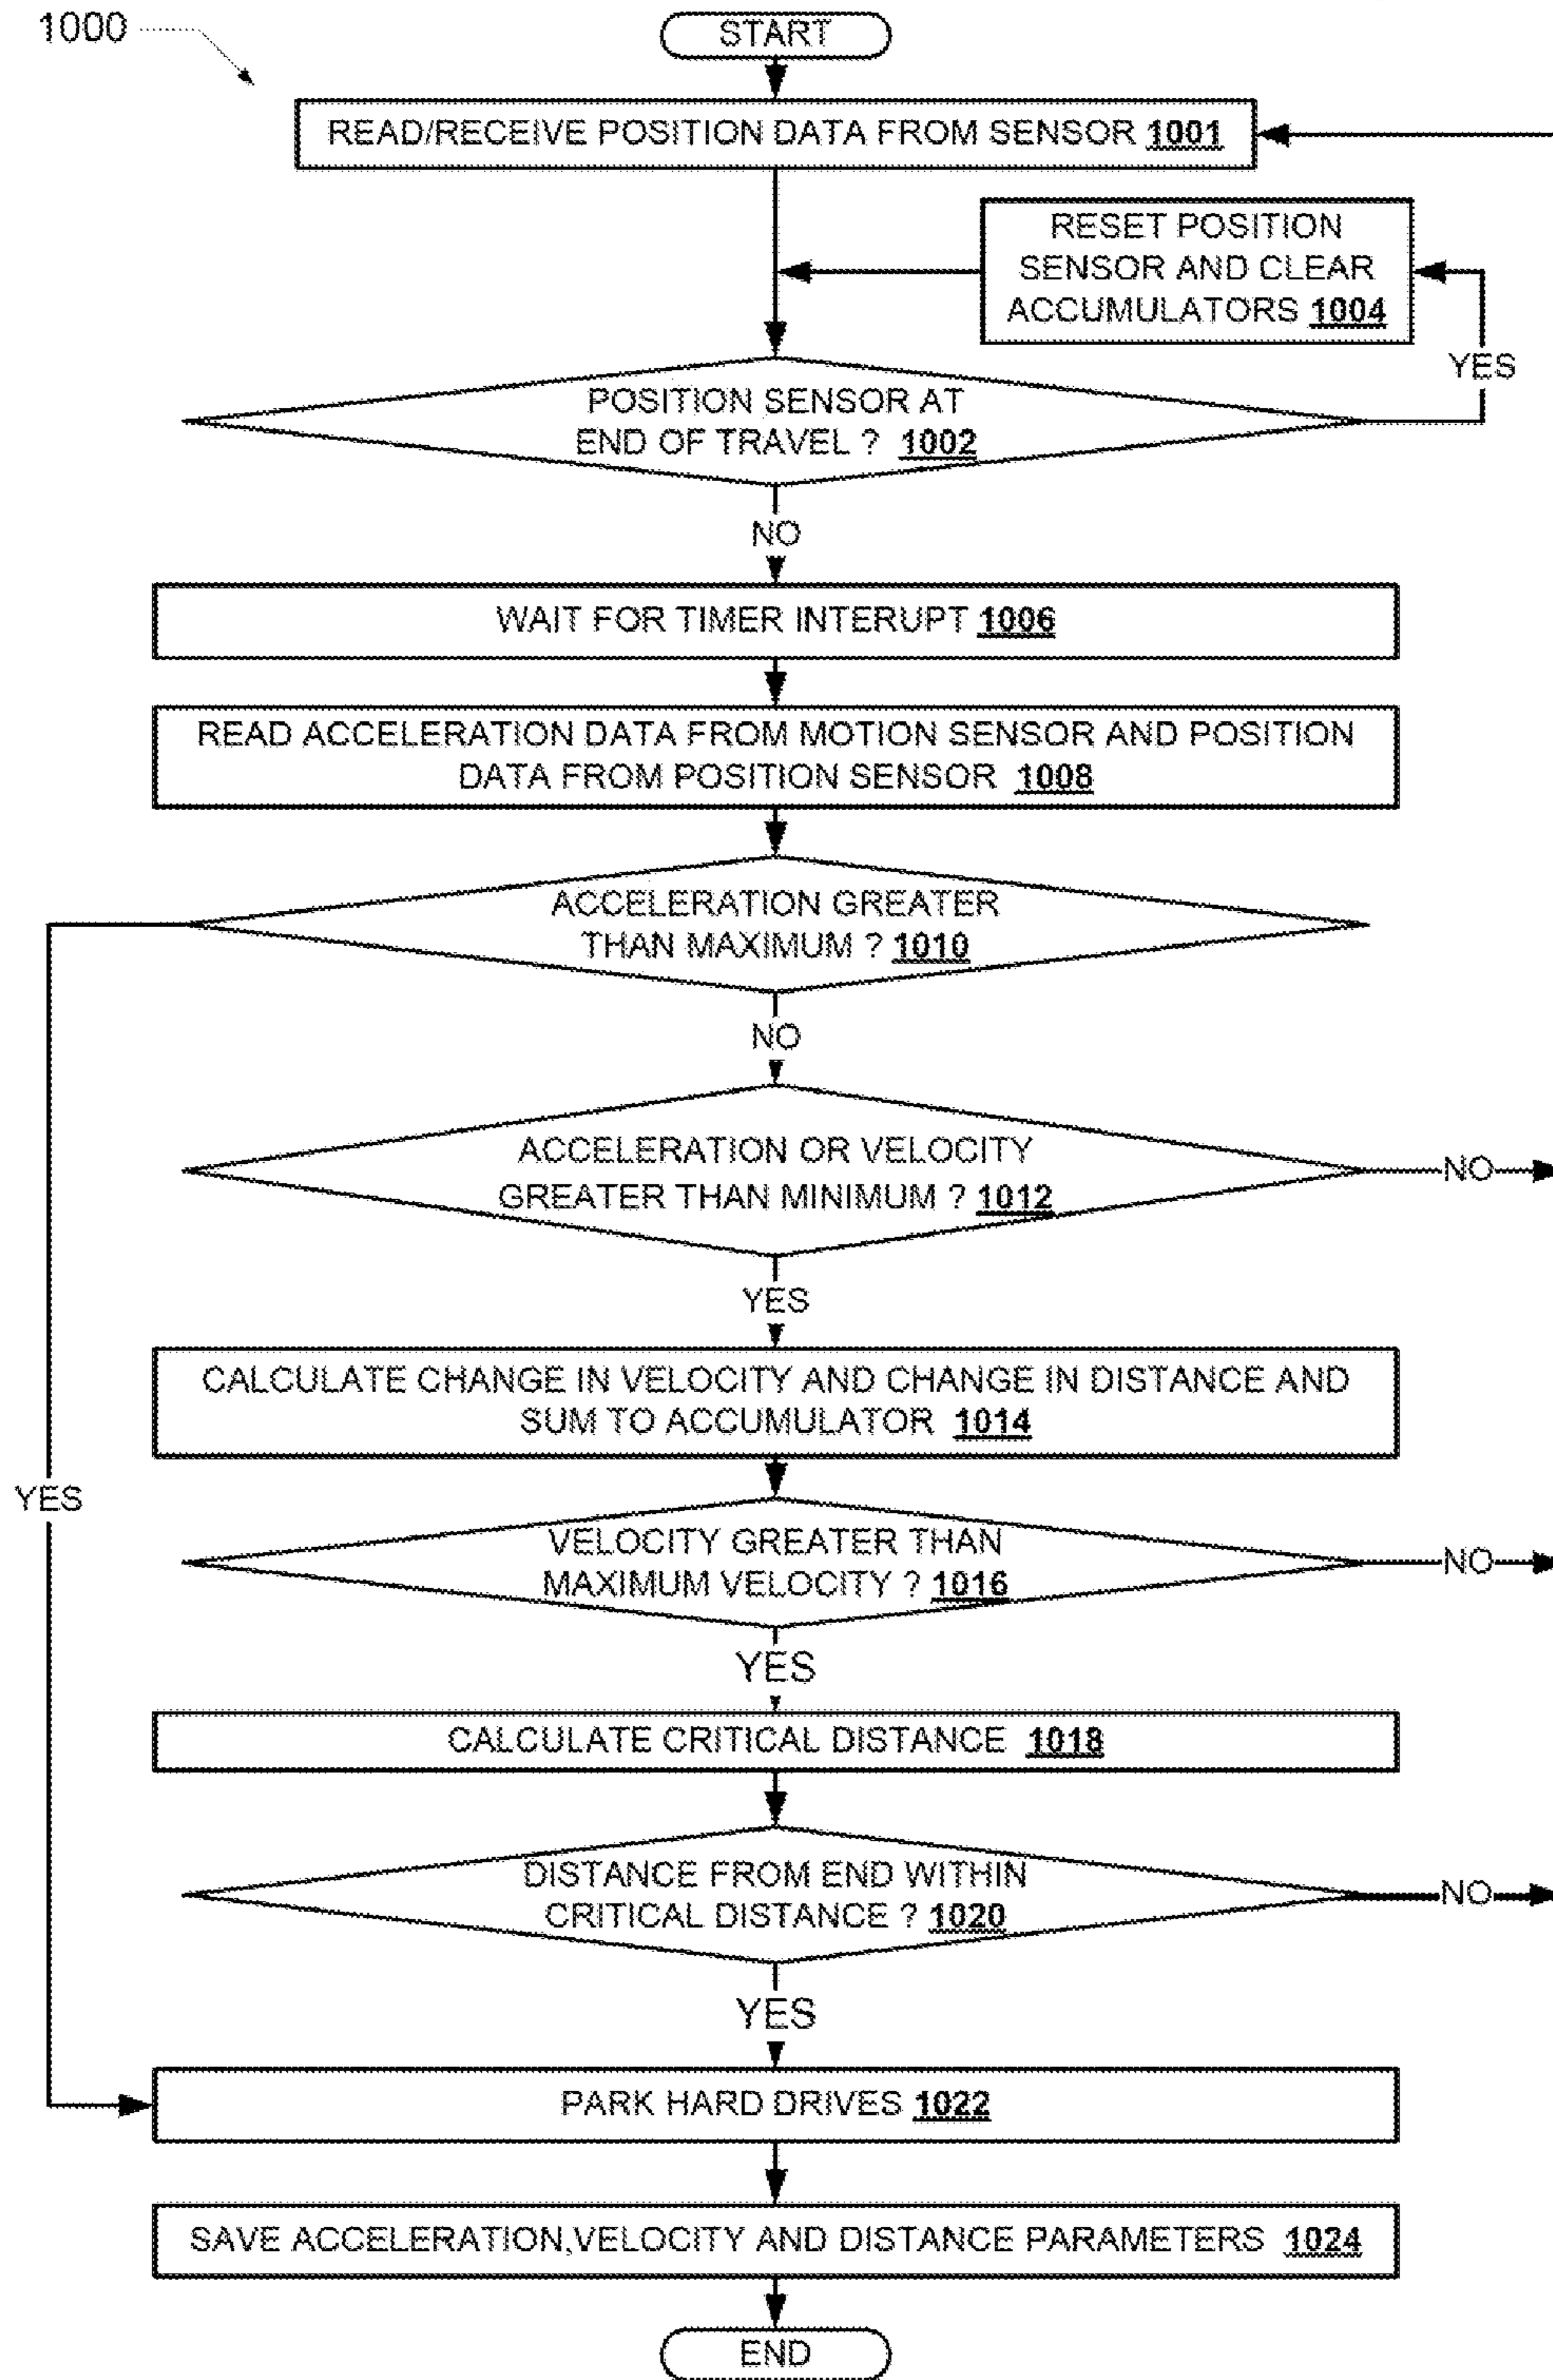 1000
START
READ/RECEIVE POSITION DATA FROM SENSOR 1001
RESET POSITION
SENSOR AND CLEAR
ACCUMULATORS 1004
YES
POSITION SENSOR AT
END OF TRAVEL ? 1002
NO
WAIT FOR TIMER INTERUPT 1006
READ ACCELERATION DATA FROM MOTION SENSOR AND POSITION
DATA FROM POSITION SENSOR 1008
ACCELERATION GREATER
THAN MAXIMUM ? 1010
NO
ACCELERATION OR VELOCITY
GREATER THAN MINIMUM ? 1012
NO
YES
CALCULATE CHANGE IN VELOCITY AND CHANGE IN DISTANCE AND
SUM TO ACCUMULATOR 1014
YES
VELOCITY GREATER THAN
MAXIMUM VELOCITY ? 1016
NO
YES
CALCULATE CRITICAL DISTANCE 1018
DISTANCE FROM END WITHIN
CRITICAL DISTANCE ? 1020
NO
YES
PARK HARD DRIVES 1022
SAVE ACCELERATION,VELOCITY AND DISTANCE PARAMETERS 1024
END